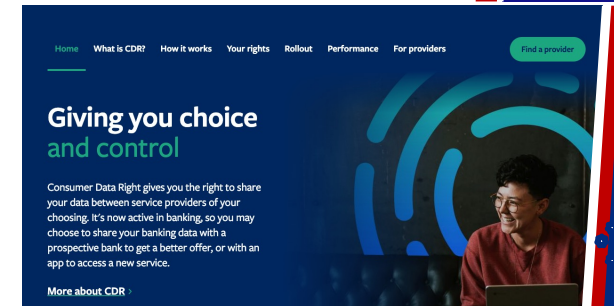 Home What is CDR? How it works Your rights Rollout Performance For providers Find a provider
Giving you choice
and control
Consumer Data Right gives you the right to share
your data between service providers of your
choosing. It's now active in banking, so you may
choose to share your banking data with a
prospective bank to get a better offer, or with an
app to access a new service.
More about CDR >